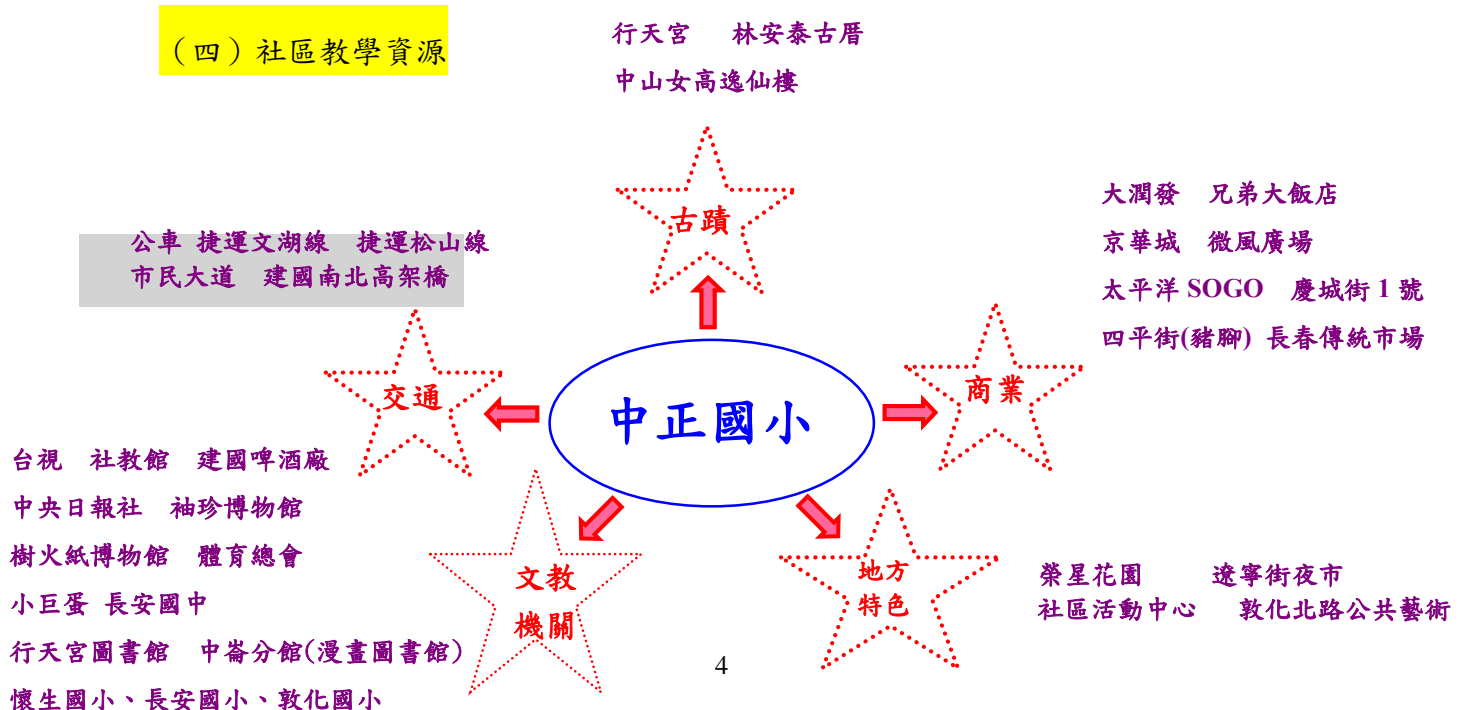 （四）社區教學資源
行天宮 林安泰古厝
中山女高逸仙樓
古蹟
大潤發 兄弟大飯店
京華城 微風廣場
太平洋 SOGO 慶城街 1 號
四平街(豬腳) 長春傳統市場
商業
公車 捷運文湖線 捷運松山線
市民大道 建國南北高架橋
交通
中正國小
台視 社教館 建國啤酒廠
中央日報社 袖珍博物館
樹火紙博物館 體育總會
小巨蛋 長安國中
行天宮圖書館 中崙分館(漫畫圖書館)
懷生國小、長安國小、敦化國小
文教
機關
地方
特色
榮星花園 遼寧街夜市
社區活動中心 敦化北路公共藝術
4